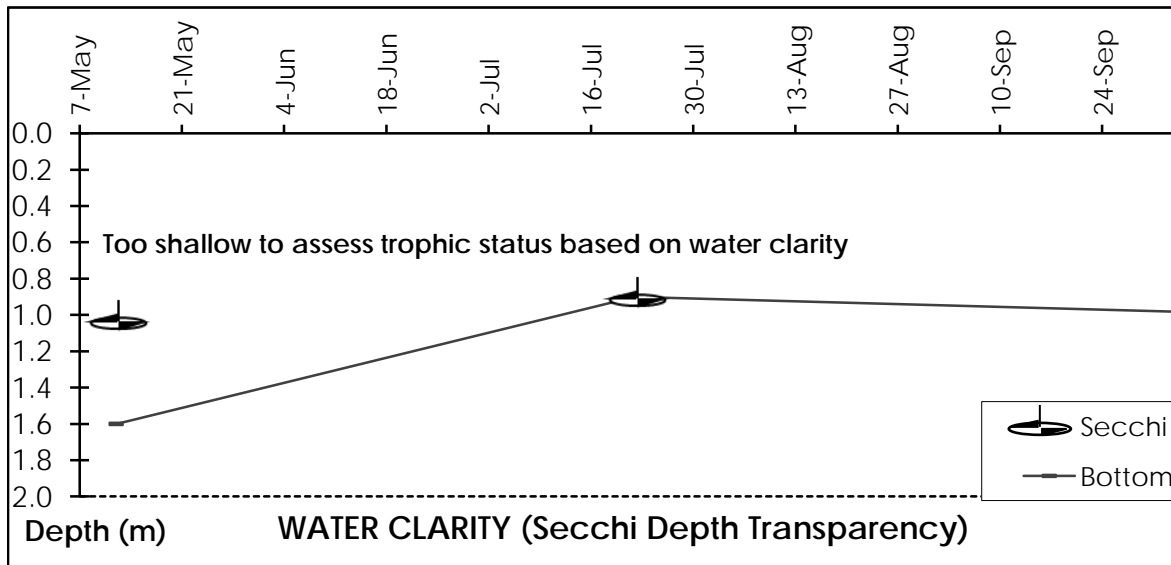 7-May
21-May
4-Jun
18-Jun
2-Jul
16-Jul
30-Jul
13-Aug
27-Aug
10-Sep
24-Sep
0.0
0.2
0.4
0.6
Too shallow to assess trophic status based on water clarity
0.8
1.0
1.2
1.4
1.6
Secchi
1.8
Bottom
2.0
Depth (m)
WATER CLARITY (Secchi Depth Transparency)